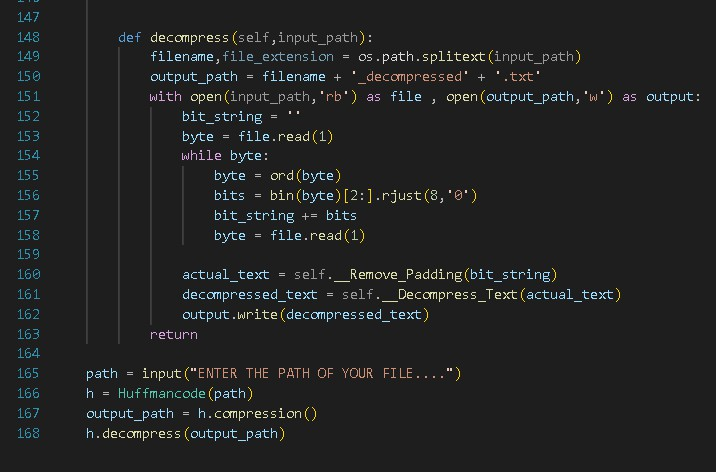 147
148 def decompress(self,input_path):
149 filename,file_extension = os.path.splitext(input_path)
150 output_path = filename + '_decompressed' + '.txt'
151 with open(input_path,'rb') as file , open(output_path,'w') as output:
152 bit_string = ''
153 byte = file.read(1)
154 while byte:
155 byte = ord(byte)
156 bits = bin(byte)[2:].rjust(8,'0')
157 bit_string += bits
158 byte = file.read(1)
159
160 actual_text = self.__Remove_Padding(bit_string)
161 decompressed_text = self.__Decompress_Text(actual_text)
162 output.write(decompressed_text)
163 return
164
165 path = input("ENTER THE PATH OF YOUR FILE....")
166 h = Huffmancode(path)
167 output_path = h.compression()
168 h.decompress(output_path)